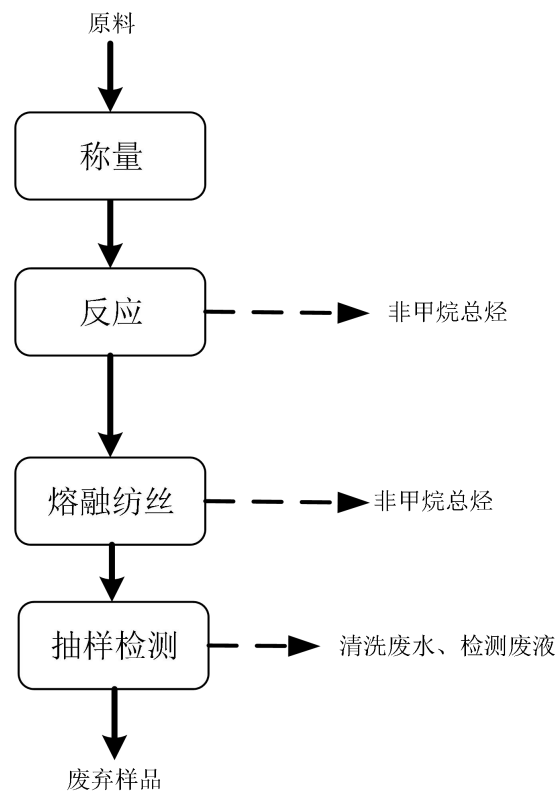 原料
称量
反应
非甲烷总烃
熔融纺丝
非甲烷总烃
抽样检测
清洗废水、检测废液
废弃样品